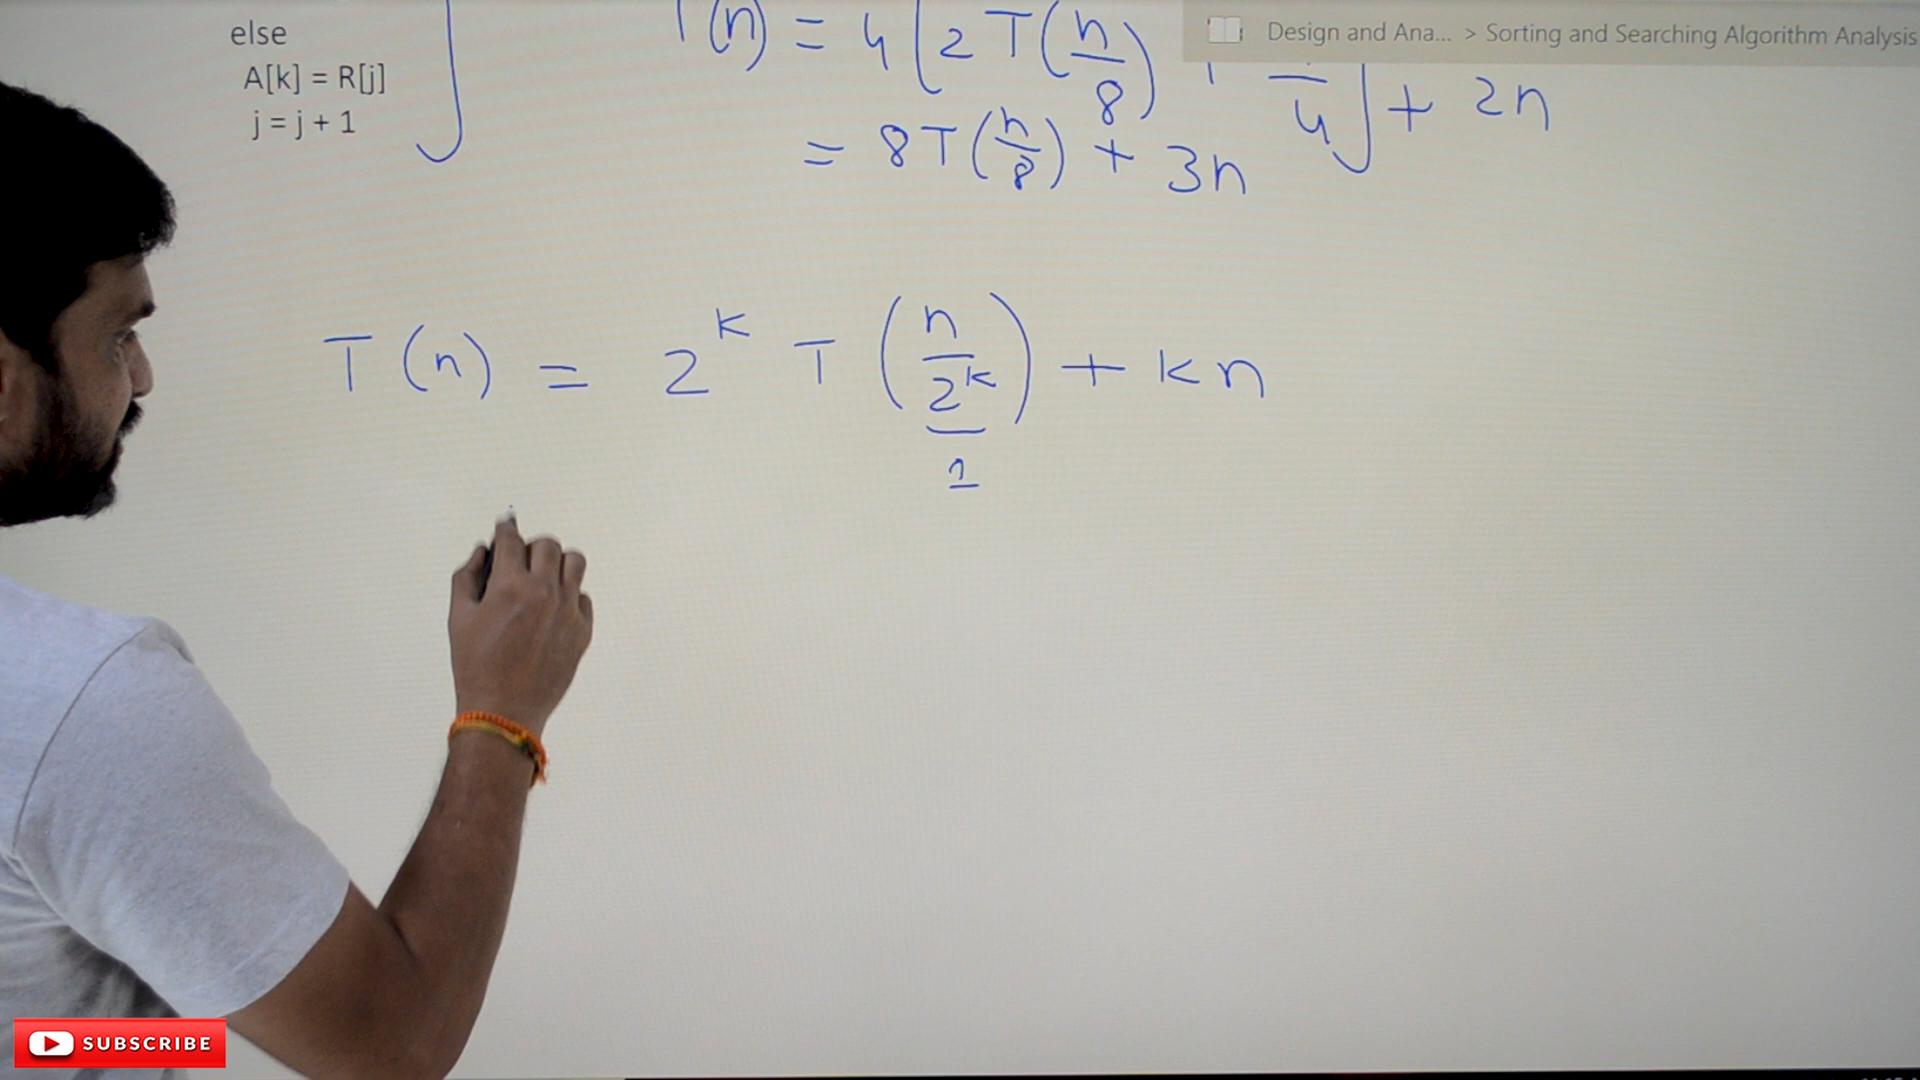 else
A[k] = R[j]
j = j + 1
Design and Ana... > Sorting and Searching Algorithm Analysis
T(n) = 4[2T(n/8) + n/4] + 2n
= 8T(n/8) + 3n
T(n) = 2^k T(n/2^k) + kn
1
SUBSCRIBE